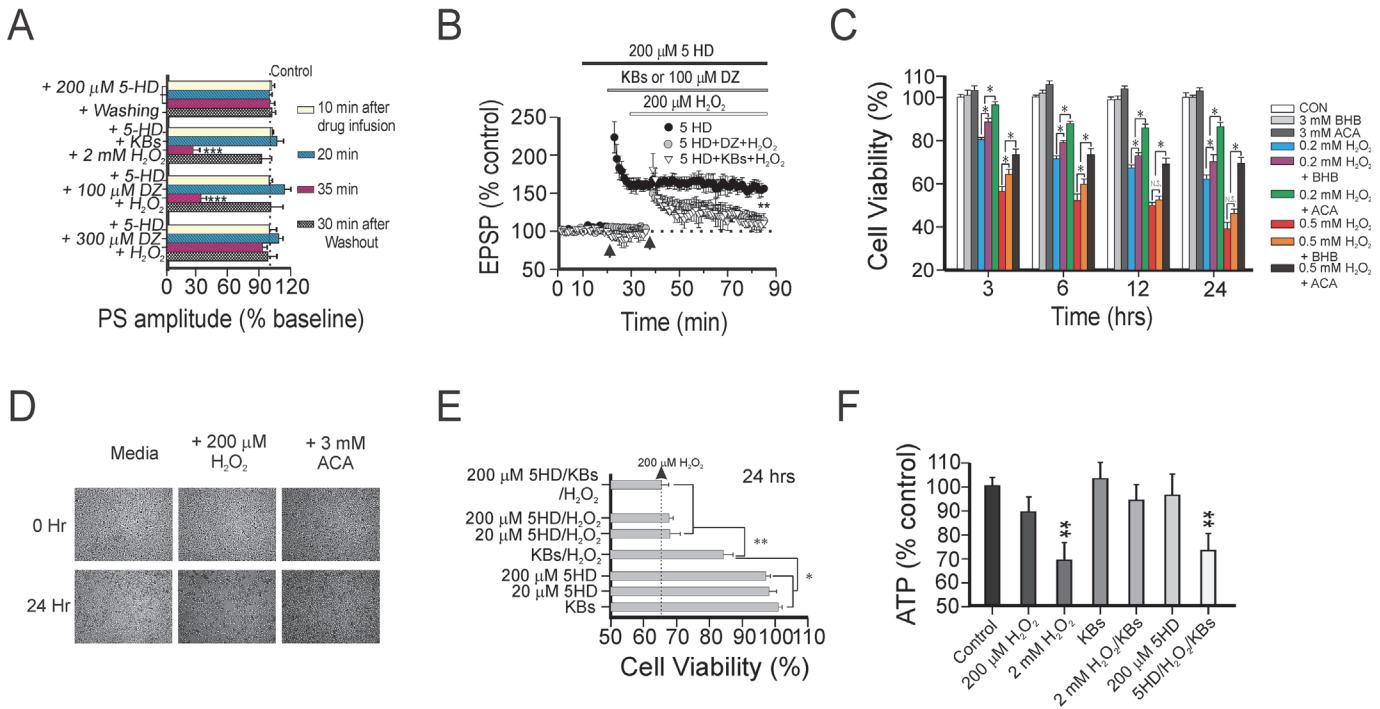 A
Control
+ 200 μM 5-HD
+ Washing
+ 5-HD
+ KBs
+ 2 mM H₂O₂
***
+ 5-HD
+ 100 μM DZ
+ H₂O₂
***
+ 5-HD
+ 300 μM DZ
+ H₂O₂
0 30 60 90 120
PS amplitude (% baseline)
10 min after
drug infusion
20 min
35 min
30 min after
Washout
B
200 μM 5 HD
KBs or 100 μM DZ
200 μM H₂O₂
5 HD
5 HD+DZ+H₂O₂
5 HD+KBs+H₂O₂
**
250
200
150
100
50
EPSP (% control)
0 10 30 50 70 90
Time (min)
C
110
100
80
60
40
20
Cell Viability (%)
* * * *
* * * *
* * N.S. *
* * N.S. *
3 6 12 24
Time (hrs)
CON
3 mM BHB
3 mM ACA
0.2 mM H₂O₂
0.2 mM H₂O₂
+ BHB
0.2 mM H₂O₂
+ ACA
0.5 mM H₂O₂
0.5 mM H₂O₂
+ BHB
0.5 mM H₂O₂
+ ACA
D
Media
+ 200 μM
H₂O₂
+ 3 mM
ACA
0 Hr
24 Hr
E
200 μM H₂O₂
24 hrs
200 μM 5HD/KBs
/H₂O₂
200 μM 5HD/H₂O₂
20 μM 5HD/H₂O₂
KBs/H₂O₂
200 μM 5HD
20 μM 5HD
KBs
**
*
50 60 70 80 90 100 110
Cell Viability (%)
F
110
100
90
80
70
60
50
ATP (% control)
**
**
Control
200 μM H₂O₂
2 mM H₂O₂
KBs
2 mM H₂O₂/KBs
200 μM 5HD
5HD/H₂O₂/KBs